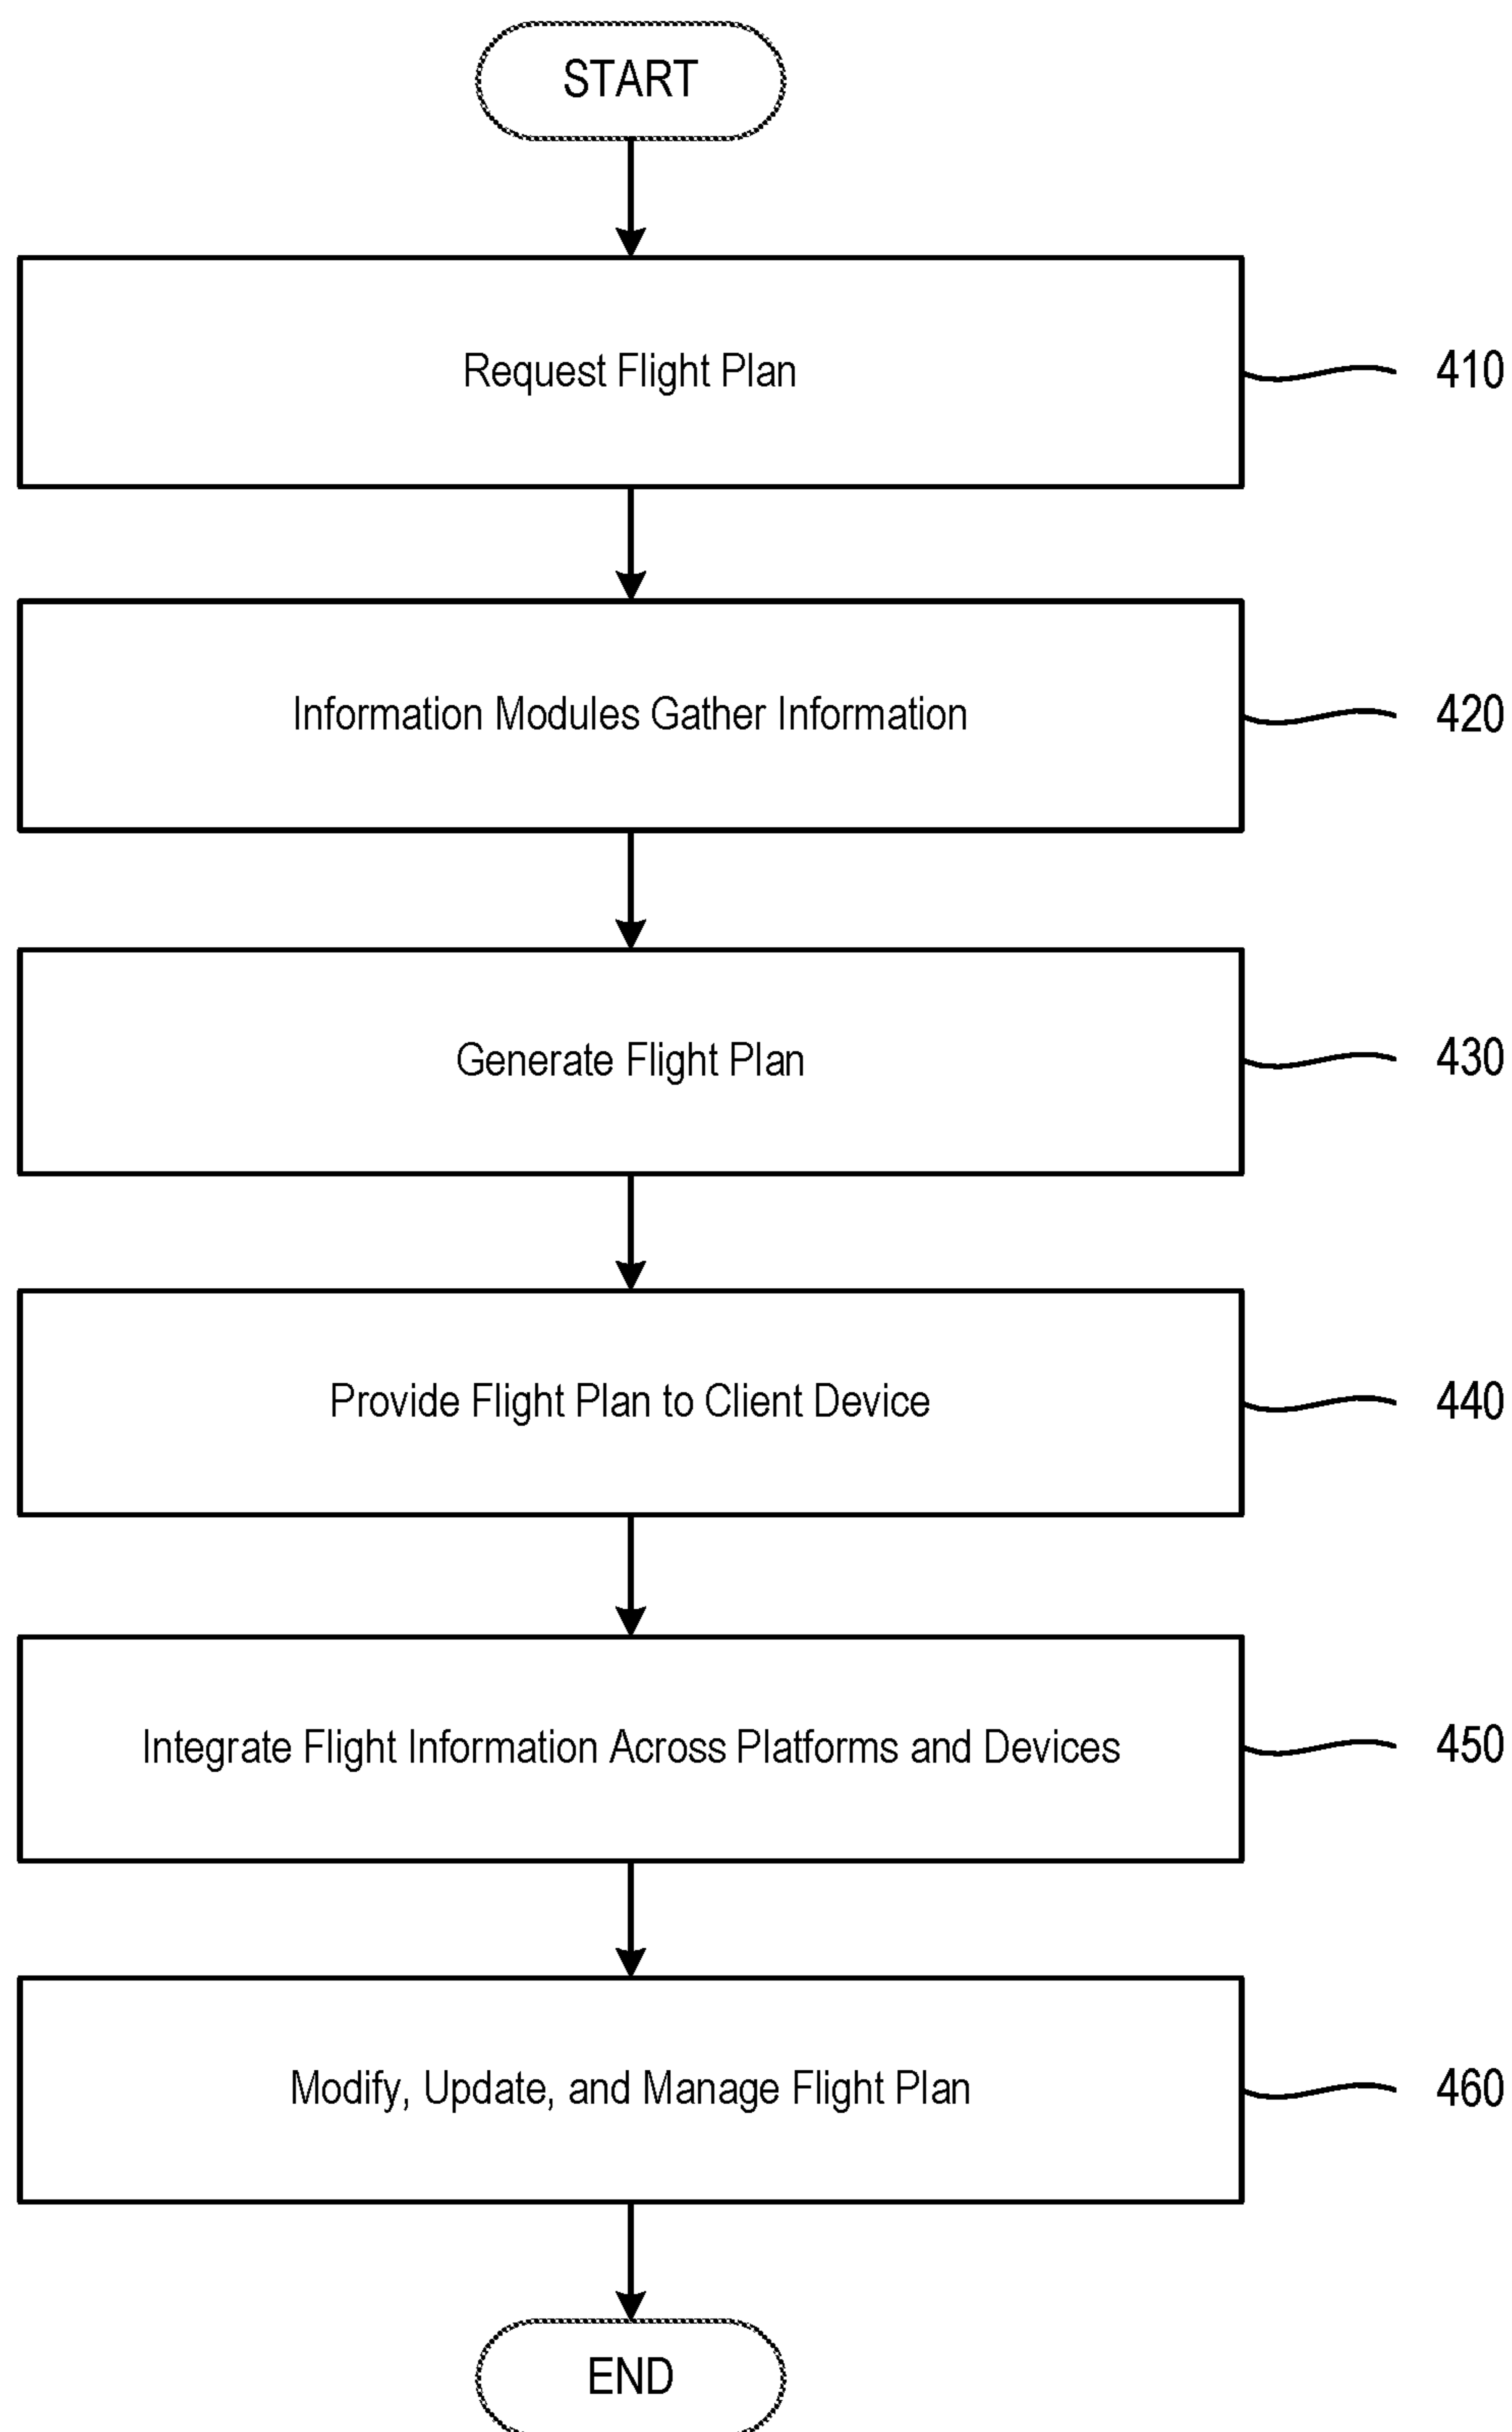 START
Request Flight Plan
410
Information Modules Gather Information
420
Generate Flight Plan
430
Provide Flight Plan to Client Device
440
Integrate Flight Information Across Platforms and Devices
450
Modify, Update, and Manage Flight Plan
460
END